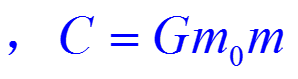 ，C = Gm₀m